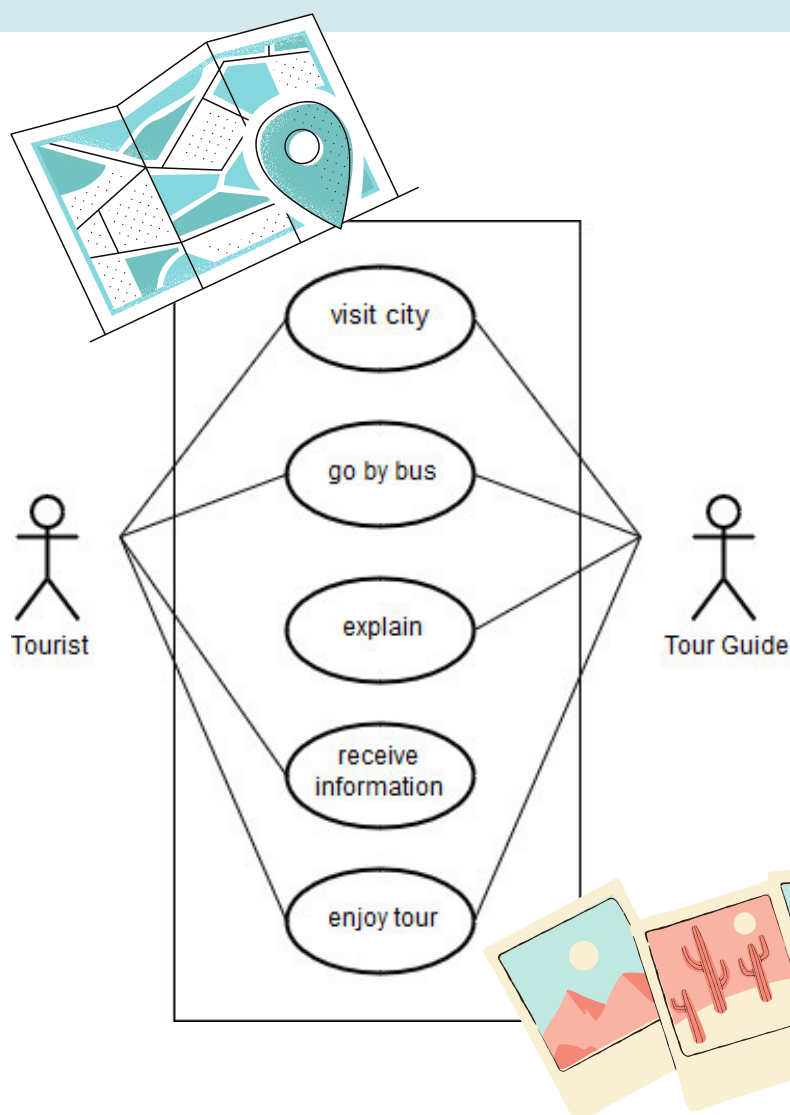 visit city
go by bus
explain
receive
information
enjoy tour
Tourist
Tour Guide